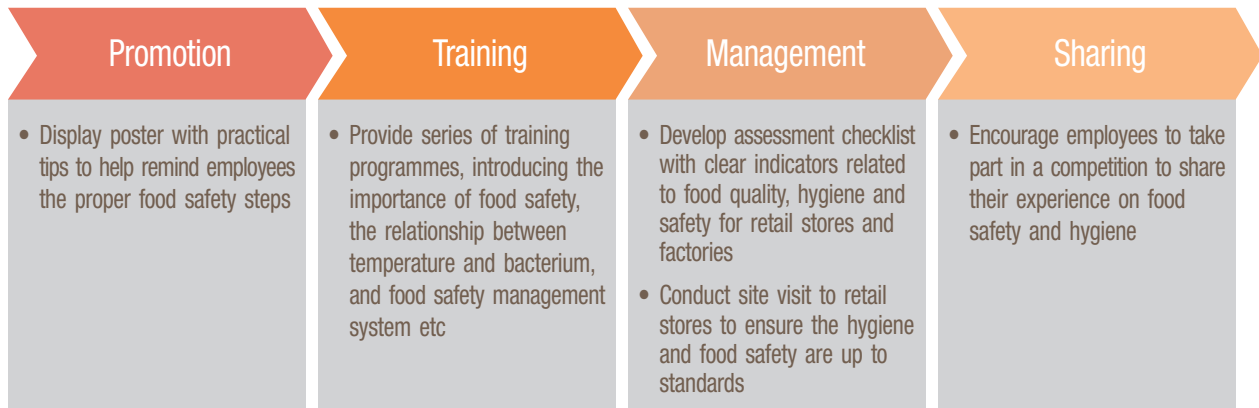 Promotion
• Display poster with practical
tips to help remind employees
the proper food safety steps
Training
• Provide series of training
programmes, introducing the
importance of food safety,
the relationship between
temperature and bacterium,
and food safety management
system etc
Management
• Develop assessment checklist
with clear indicators related
to food quality, hygiene and
safety for retail stores and
factories
• Conduct site visit to retail
stores to ensure the hygiene
and food safety are up to
standards
Sharing
• Encourage employees to take
part in a competition to share
their experience on food
safety and hygiene